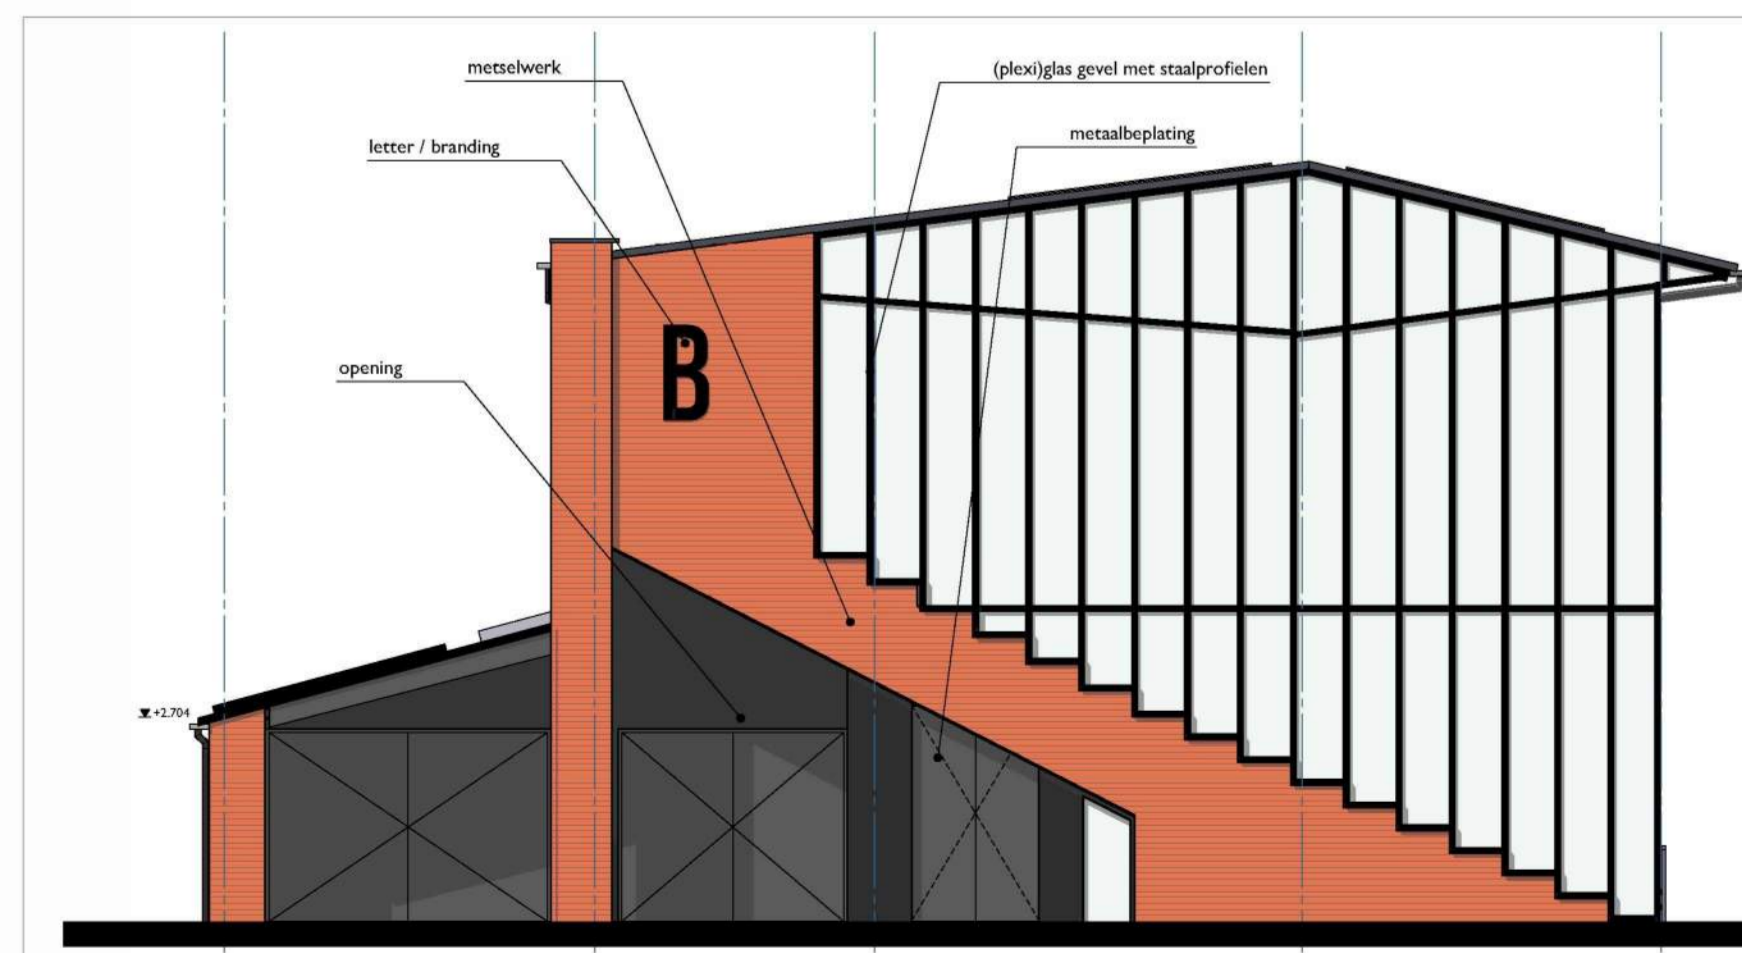 metselwerk
(plexi)glas gevel met staalprofielen
metaalbeplating
letter / branding
B
opening
+2.704